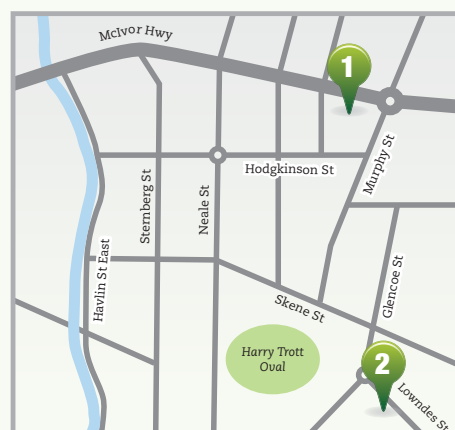 McIvor Hwy
1
Hodgkinson St
Murphy St
Sternberg St
Neale St
Havlin St East
Glencoe St
Skene St
Harry Trott
Oval
2
Lowndes St